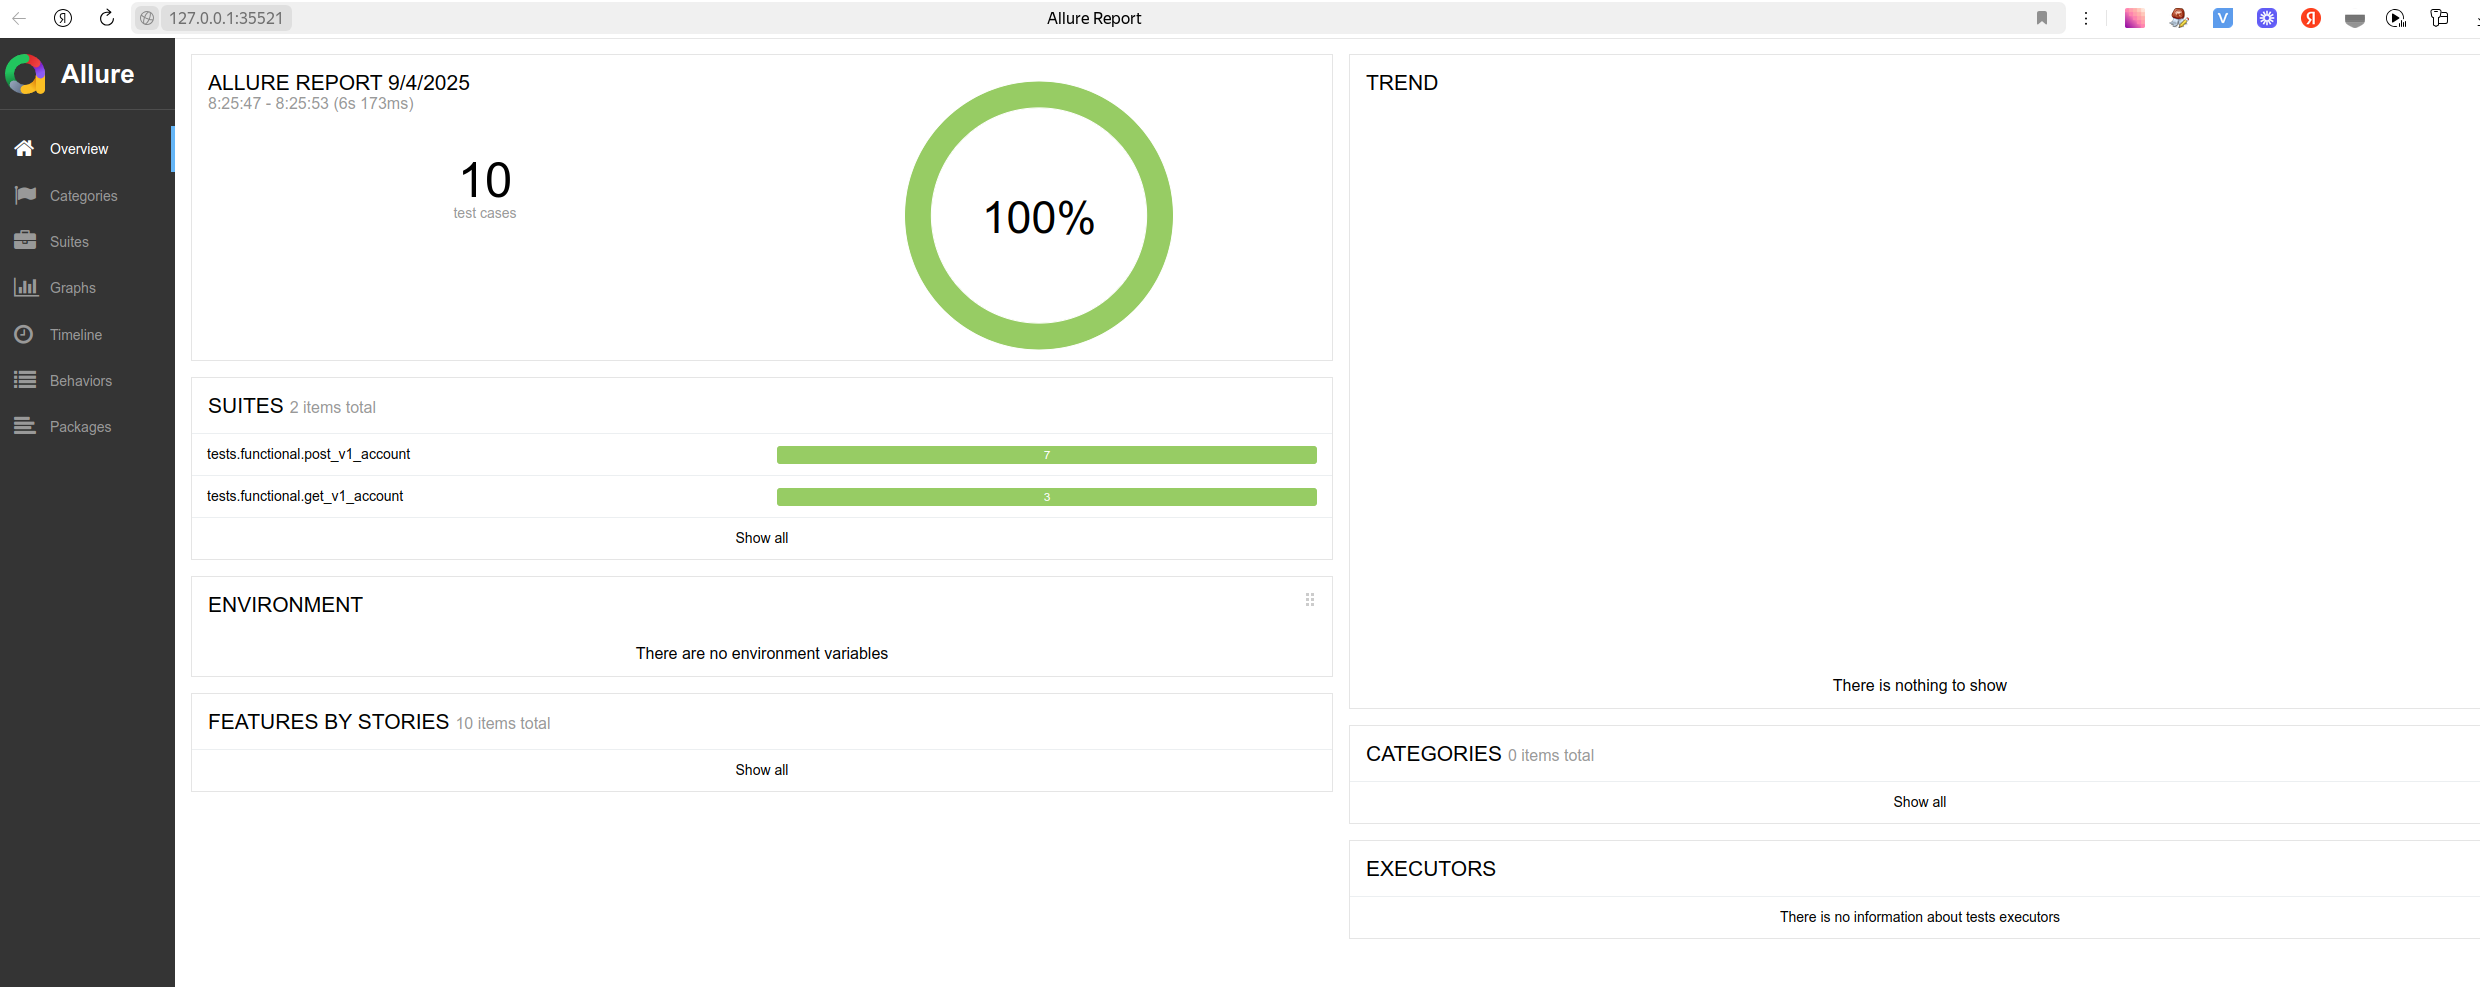 127.0.0.1:35521
Allure Report
Allure
Overview
Categories
Suites
Graphs
Timeline
Behaviors
Packages
ALLURE REPORT 9/4/2025
8:25:47 - 8:25:53 (6s 173ms)
10
test cases
100%
SUITES 2 items total
tests.functional.post_v1_account 7
tests.functional.get_v1_account 3
Show all
ENVIRONMENT
There are no environment variables
FEATURES BY STORIES 10 items total
Show all
TREND
There is nothing to show
CATEGORIES 0 items total
Show all
EXECUTORS
There is no information about tests executors